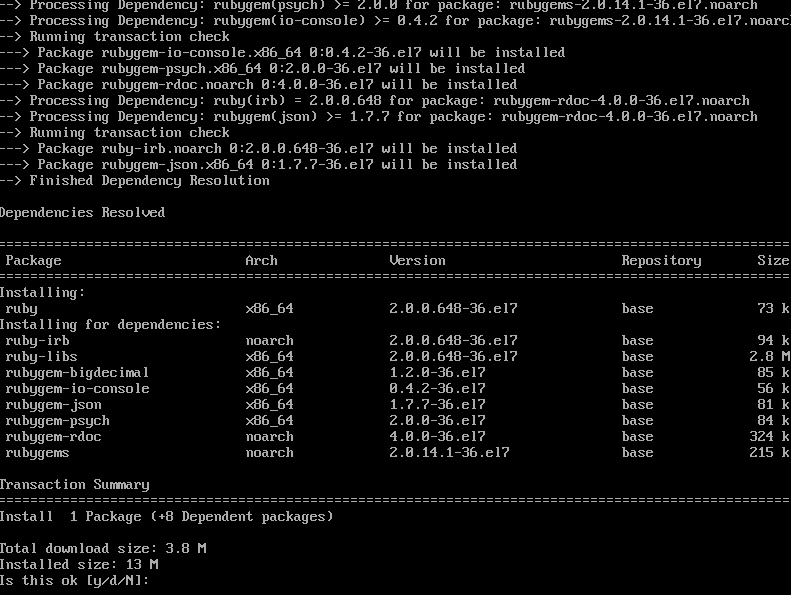 --> Processing Dependency: rubygem(psych) >= 2.0.0 for package: rubygems-2.0.14.1-36.el7.noarch
--> Processing Dependency: rubygem(io-console) >= 0.4.2 for package: rubygems-2.0.14.1-36.el7.noarch
--> Running transaction check
---> Package rubygem-io-console.x86_64 0:0.4.2-36.el7 will be installed
---> Package rubygem-psych.x86_64 0:2.0.0-36.el7 will be installed
---> Package rubygem-rdoc.noarch 0:4.0.0-36.el7 will be installed
--> Processing Dependency: ruby(irb) = 2.0.0.648 for package: rubygem-rdoc-4.0.0-36.el7.noarch
--> Processing Dependency: rubygem(json) >= 1.7.7 for package: rubygem-rdoc-4.0.0-36.el7.noarch
--> Running transaction check
---> Package ruby-irb.noarch 0:2.0.0.648-36.el7 will be installed
---> Package rubygem-json.x86_64 0:1.7.7-36.el7 will be installed
--> Finished Dependency Resolution
Dependencies Resolved
Package Arch Version Repository Size
Installing:
ruby x86_64 2.0.0.648-36.el7 base 73 k
Installing for dependencies:
ruby-irb noarch 2.0.0.648-36.el7 base 94 k
ruby-libs x86_64 2.0.0.648-36.el7 base 2.8 M
rubygem-bigdecimal x86_64 1.2.0-36.el7 base 85 k
rubygem-io-console x86_64 0.4.2-36.el7 base 56 k
rubygem-json x86_64 1.7.7-36.el7 base 81 k
rubygem-psych x86_64 2.0.0-36.el7 base 84 k
rubygem-rdoc noarch 4.0.0-36.el7 base 324 k
rubygems noarch 2.0.14.1-36.el7 base 215 k
Transaction Summary
Install 1 Package (+8 Dependent packages)
Total download size: 3.8 M
Installed size: 13 M
Is this ok [y/d/N]: